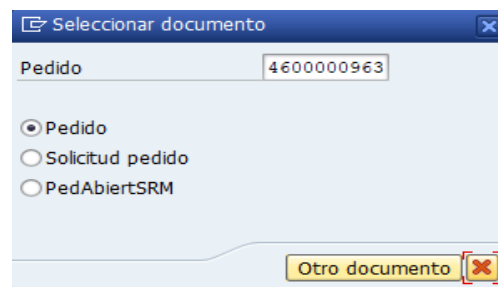 Seleccionar documento
Pedido 4600000963
Pedido
Solicitud pedido
PedAbiertSRM
Otro documento